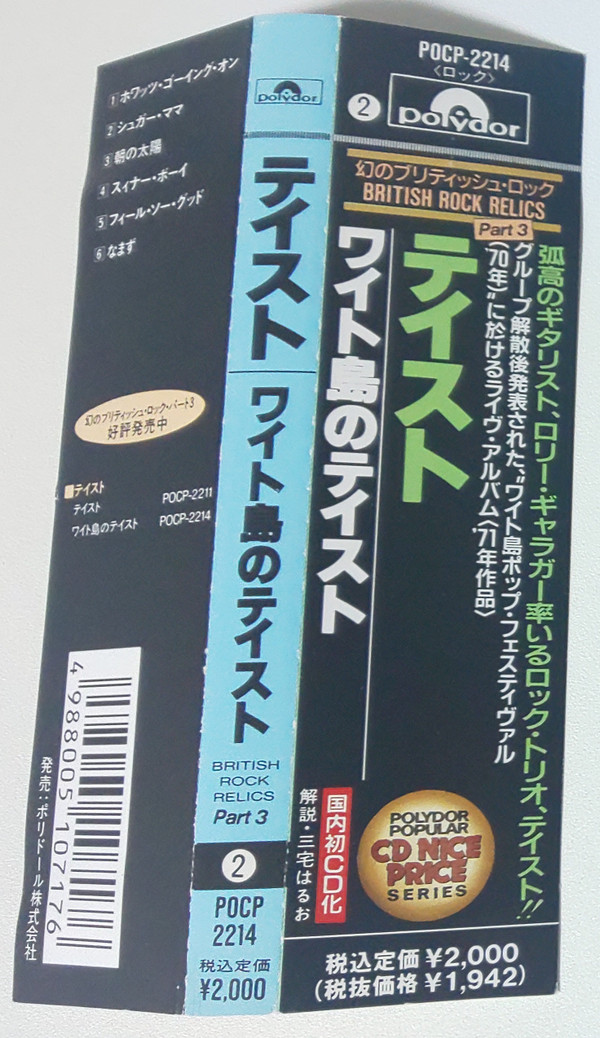 1 ホワッツ・ゴーイング・オン
2 シュガー・ママ
3 朝の太陽
4 スィナー・ボーイ
5 フィール・ソー・グッド
6 なまず
幻のブリティッシュ・ロック・パート3
好評発売中
■テイスト
テイスト POCP-2211
ワイト島のテイスト POCP-2214
4 988005 107176
発売:ポリドール株式会社
polydor
テイスト
ワイト島のテイスト
BRITISH
ROCK
RELICS
Part 3
2
POCP
2214
税込定価
¥2,000
POCP-2214
〈ロック〉
2
polydor
幻のブリティッシュ・ロック
BRITISH ROCK RELICS
Part 3
弧高のギタリスト、ロリー・ギャラガー率いるロック・トリオ、テイスト!!
グループ解散後発表された、"ワイト島ポップ・フェスティヴァル
('70年)"に於けるライヴ・アルバム〈'71年作品〉
テイスト
ワイト島のテイスト
国内初CD化
解説・三宅はるお
POLYDOR
POPULAR
CD NICE
PRICE
SERIES
税込定価 ¥2,000
(税抜価格 ¥1,942)